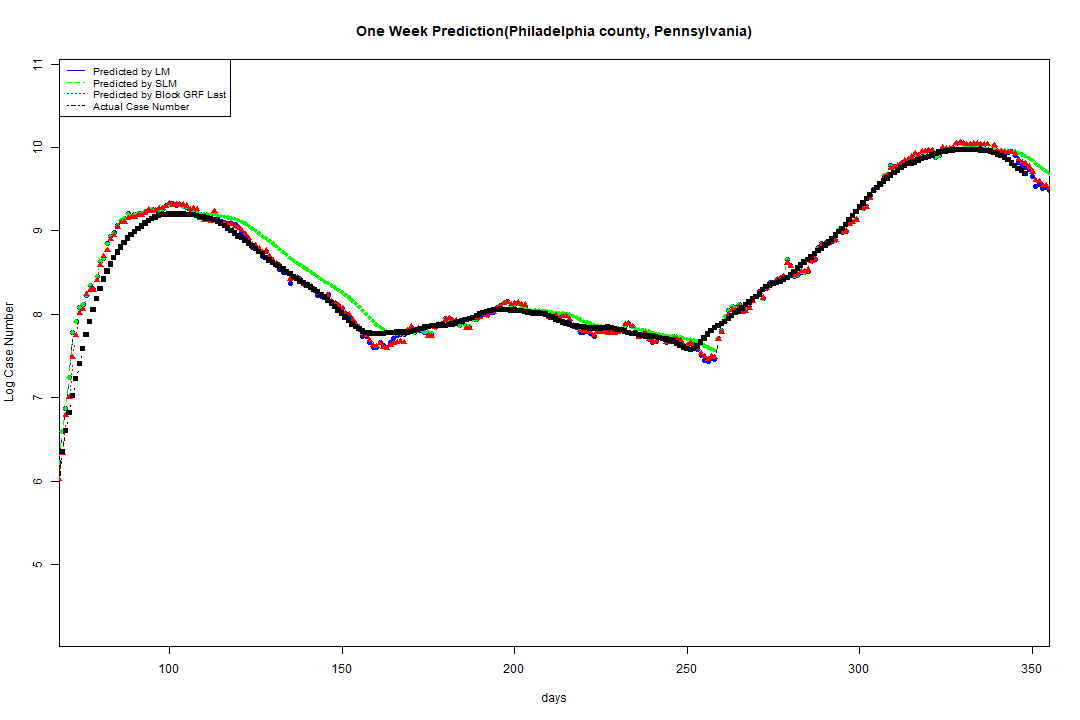 One Week Prediction(Philadelphia county, Pennsylvania)
Predicted by LM
Predicted by SLM
Predicted by Block GRF Last
Actual Case Number
11
10
9
8
7
6
5
Log Case Number
100 150 200 250 300 350
days